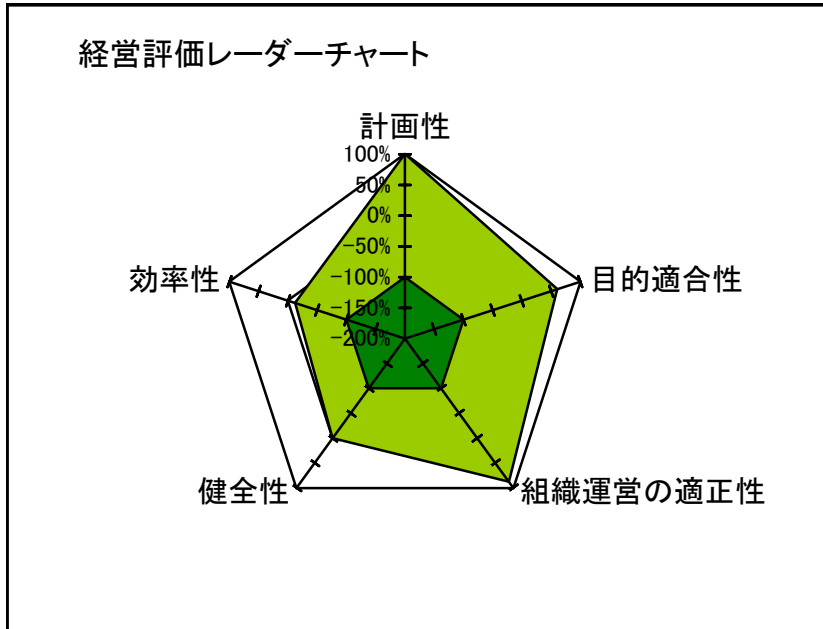 経営評価レーダーチャート
計画性
100%
50%
0%
-50%
-100%
-150%
-200%
効率性
目的適合性
健全性
組織運営の適正性